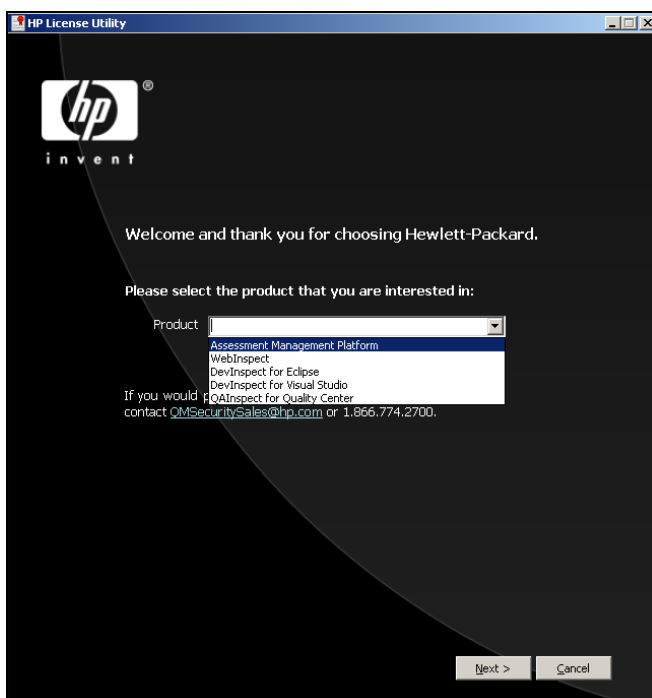 HP License Utility
hp
®
invent
Welcome and thank you for choosing Hewlett-Packard.
Please select the product that you are interested in:
Product
Assessment Management Platform
WebInspect
DevInspect for Eclipse
DevInspect for Visual Studio
QAInspect for Quality Center
If you would
contact QMSecuritySales@hp.com or 1.866.774.2700.
Next >
Cancel